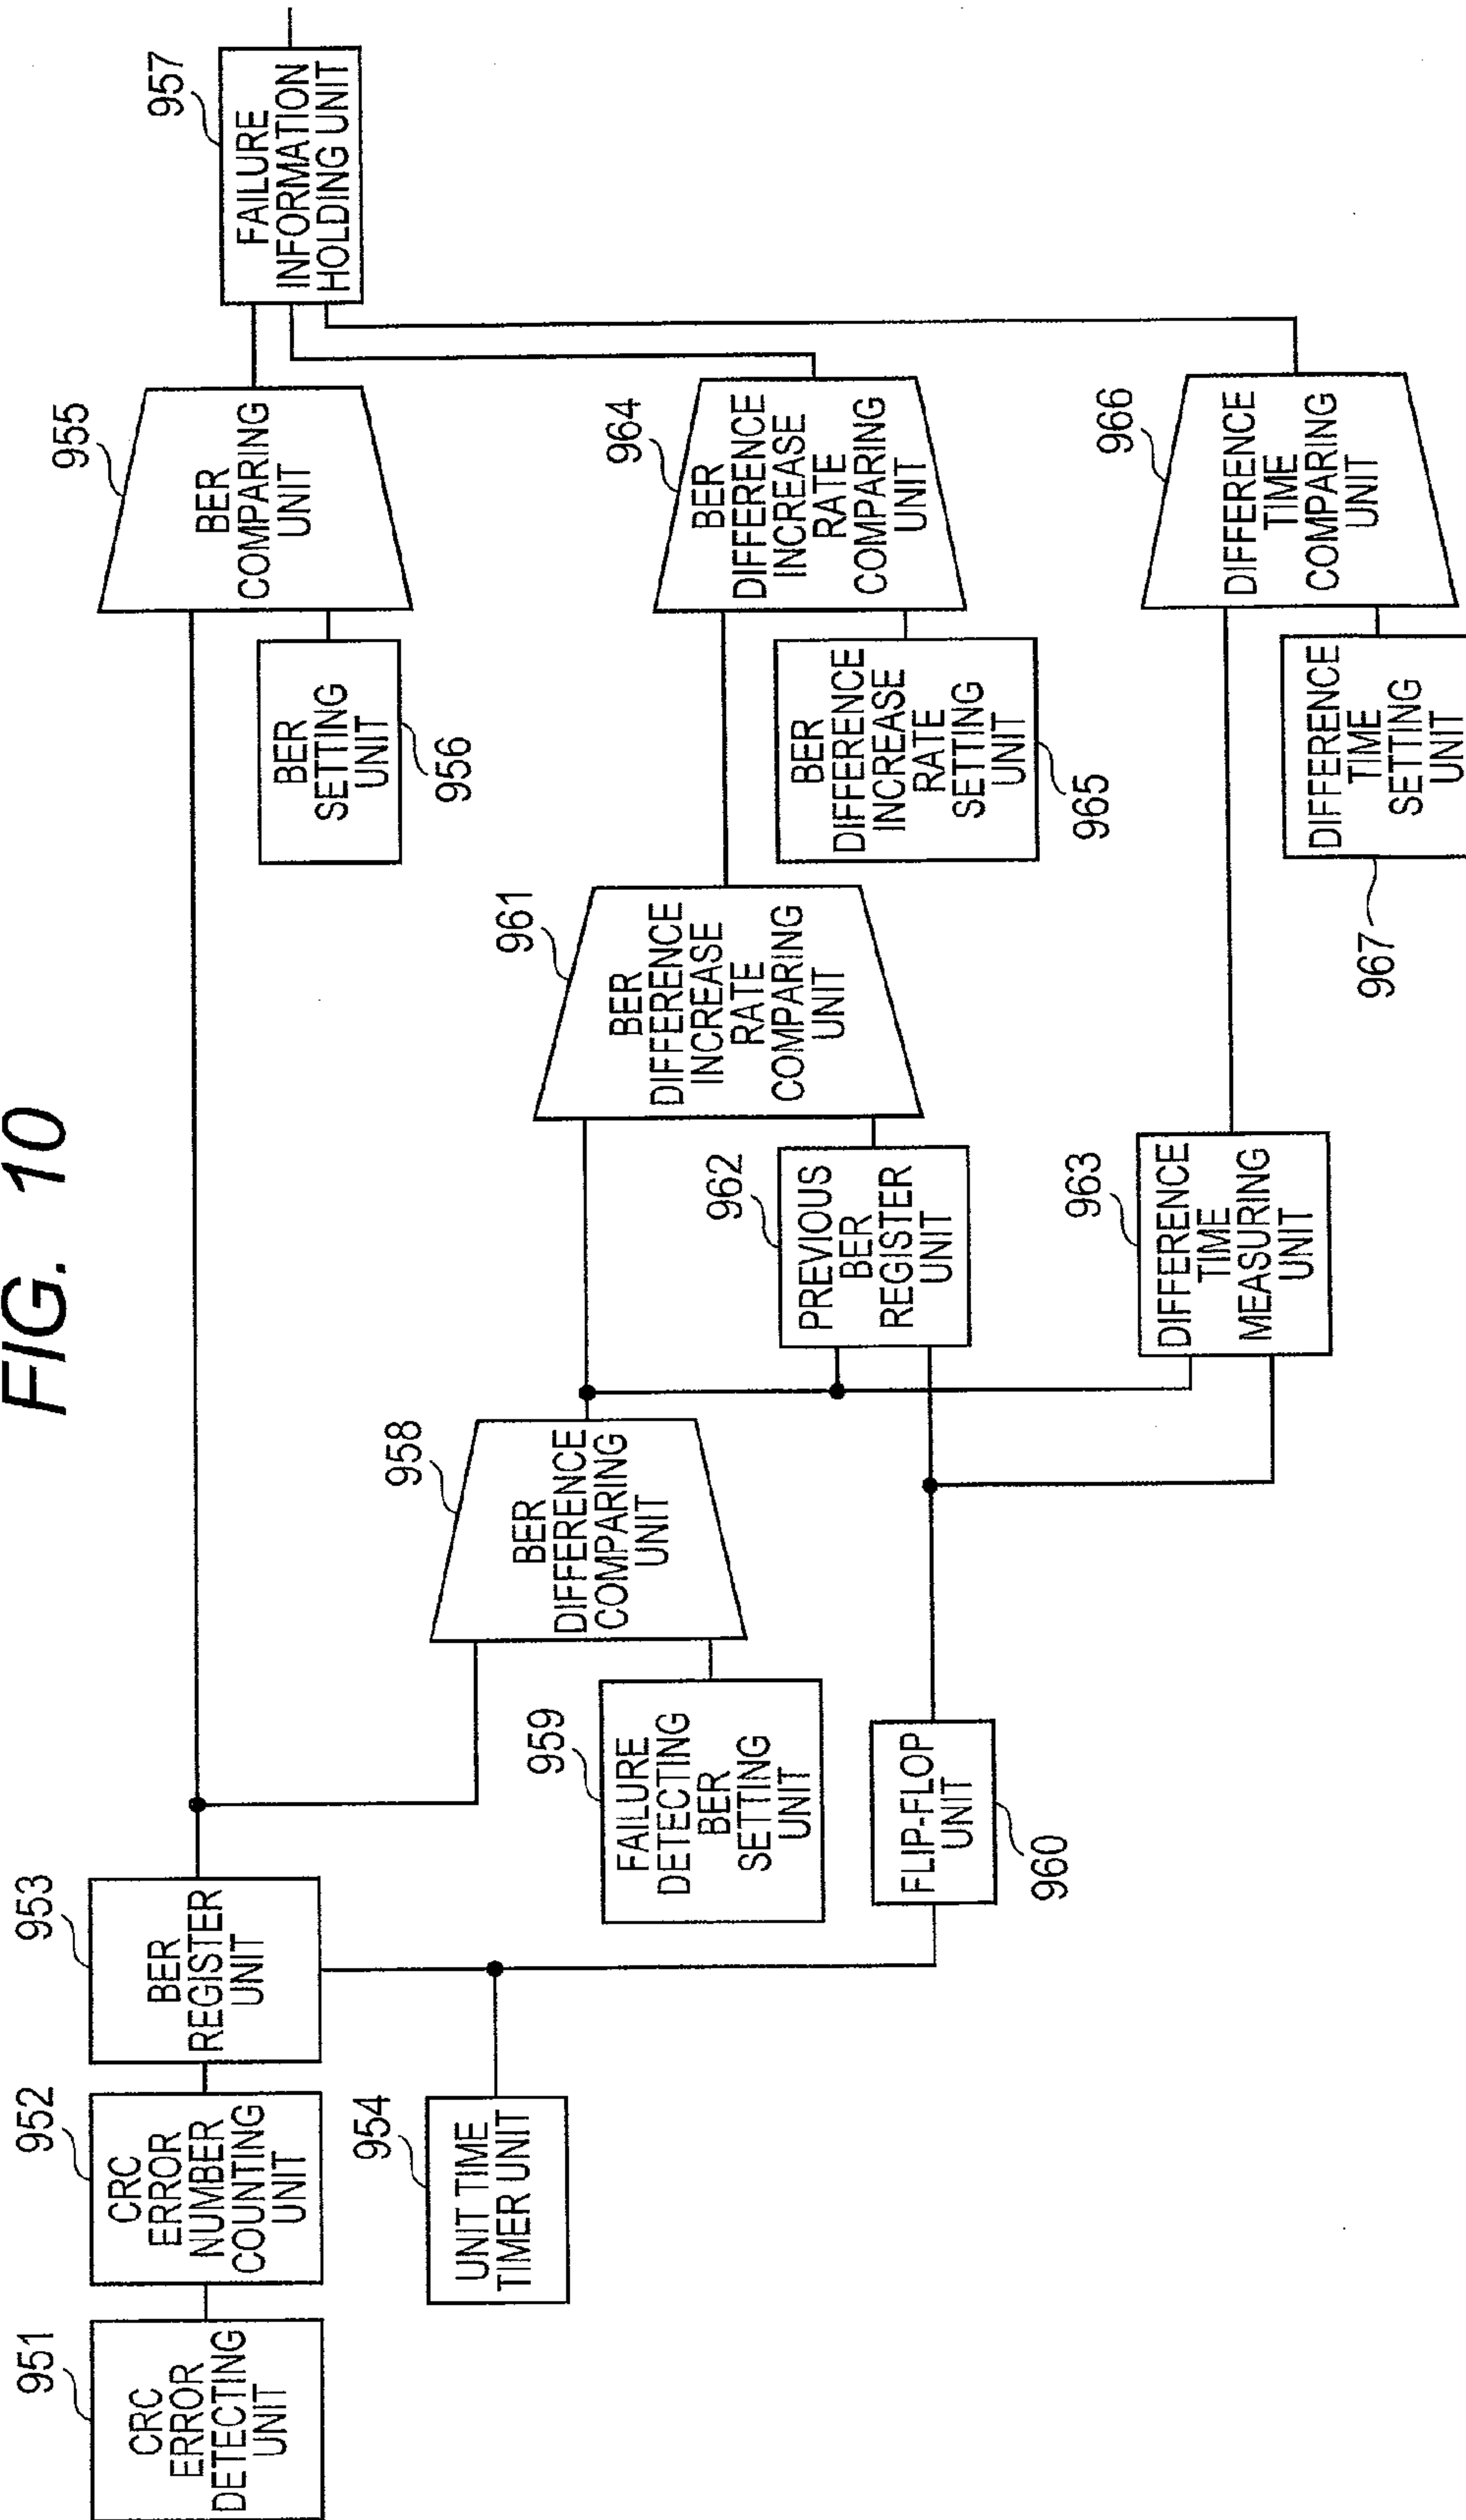 FIG. 10
951
CRC
ERROR
DETECTING
UNIT
952
CRC
ERROR
NUMBER
COUNTING
UNIT
953
BER
REGISTER
UNIT
954
UNIT TIME
TIMER UNIT
955
BER
COMPARING
UNIT
BER
SETTING
UNIT
956
957
FAILURE
INFORMATION
HOLDING UNIT
958
BER
DIFFERENCE
COMPARING
UNIT
959
FAILURE
DETECTING
BER
SETTING
UNIT
FLIP-FLOP
UNIT
960
961
BER
DIFFERENCE
INCREASE
RATE
COMPARING
UNIT
962
PREVIOUS
BER
REGISTER
UNIT
963
DIFFERENCE
TIME
MEASURING
UNIT
964
BER
DIFFERENCE
INCREASE
RATE
COMPARING
UNIT
BER
DIFFERENCE
INCREASE
RATE
SETTING
UNIT
965
966
DIFFERENCE
TIME
COMPARING
UNIT
DIFFERENCE
TIME
SETTING
UNIT
967